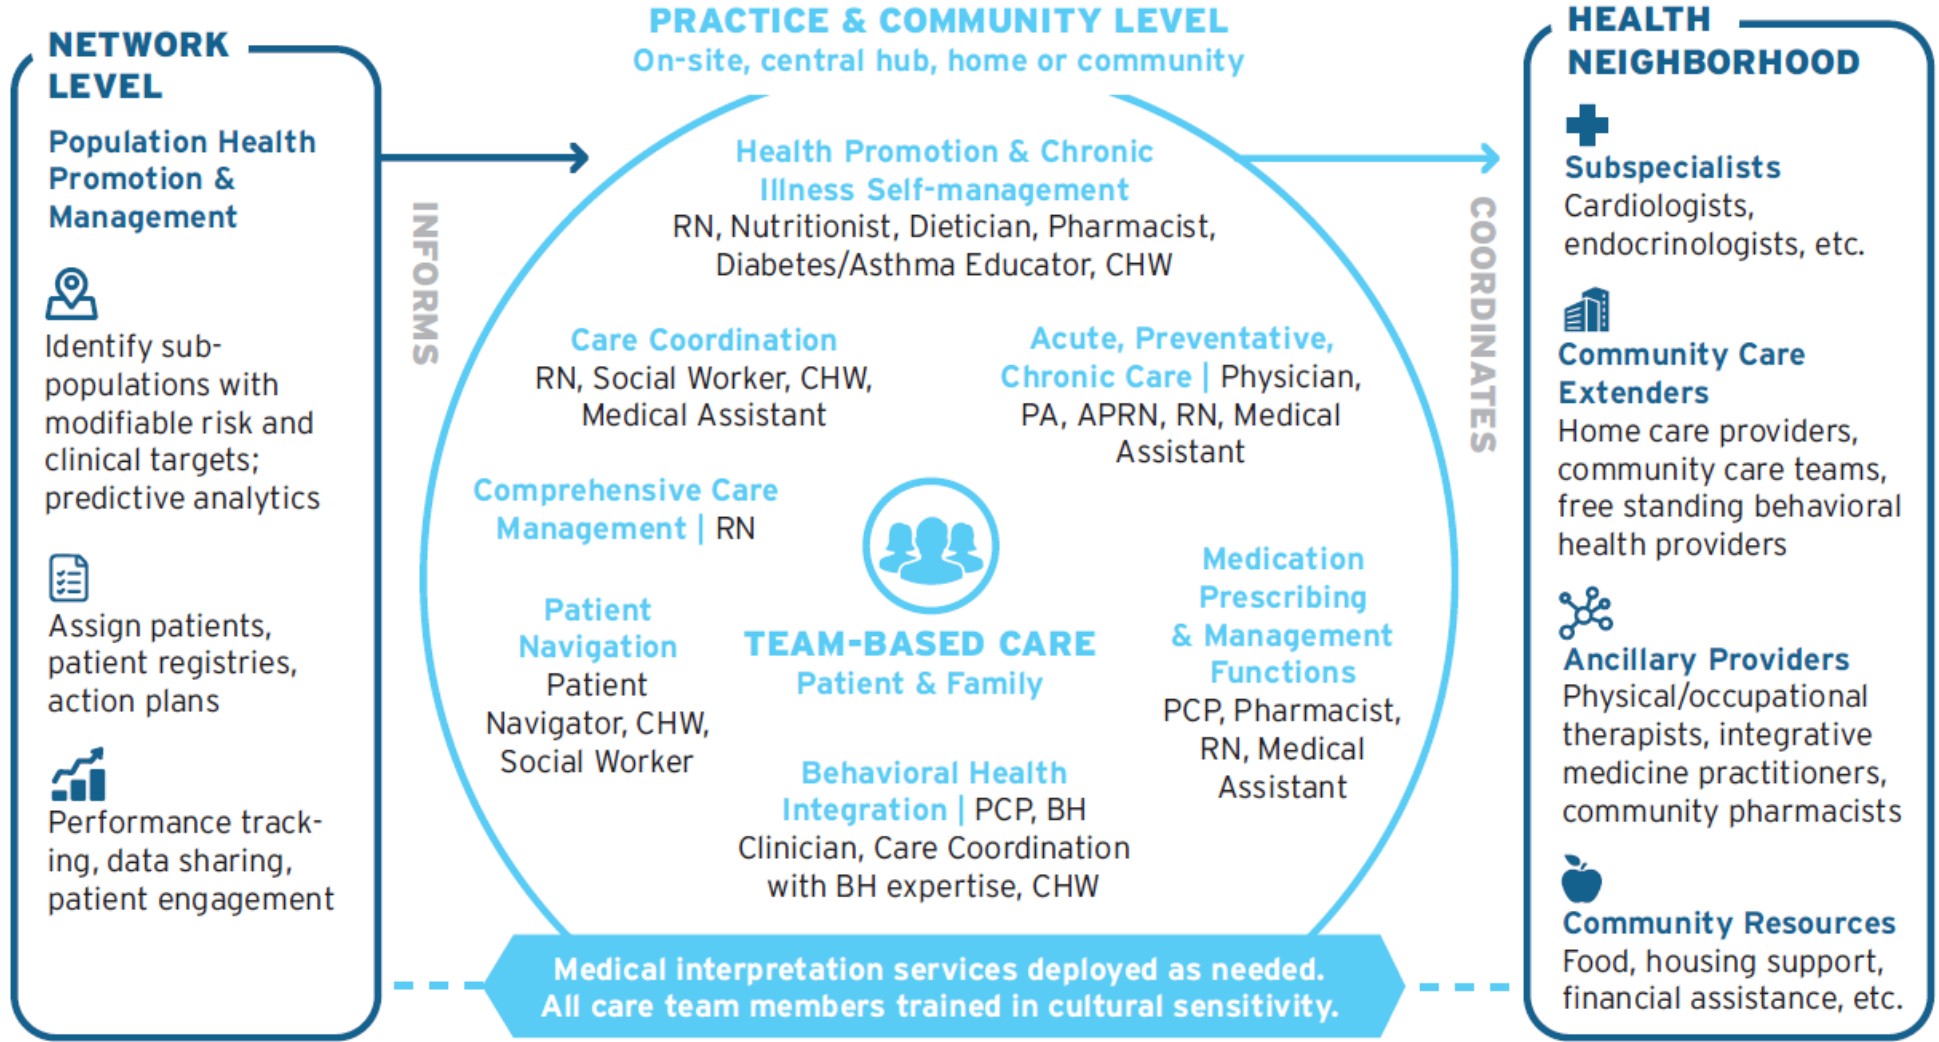 NETWORK
LEVEL
Population Health
Promotion &
Management
Identify sub-
populations with
modifiable risk and
clinical targets;
predictive analytics
Assign patients,
patient registries,
action plans
Performance track-
ing, data sharing,
patient engagement
INFORMS
PRACTICE & COMMUNITY LEVEL
On-site, central hub, home or community
Health Promotion & Chronic
Illness Self-management
RN, Nutritionist, Dietician, Pharmacist,
Diabetes/Asthma Educator, CHW
Care Coordination
RN, Social Worker, CHW,
Medical Assistant
Acute, Preventative,
Chronic Care | Physician,
PA, APRN, RN, Medical
Assistant
Comprehensive Care
Management | RN
Patient
Navigation
Patient
Navigator, CHW,
Social Worker
TEAM-BASED CARE
Patient & Family
Medication
Prescribing
& Management
Functions
PCP, Pharmacist,
RN, Medical
Assistant
Behavioral Health
Integration | PCP, BH
Clinician, Care Coordination
with BH expertise, CHW
Medical interpretation services deployed as needed.
All care team members trained in cultural sensitivity.
COORDINATES
HEALTH
NEIGHBORHOOD
Subspecialists
Cardiologists,
endocrinologists, etc.
Community Care
Extenders
Home care providers,
community care teams,
free standing behavioral
health providers
Ancillary Providers
Physical/occupational
therapists, integrative
medicine practitioners,
community pharmacists
Community Resources
Food, housing support,
financial assistance, etc.